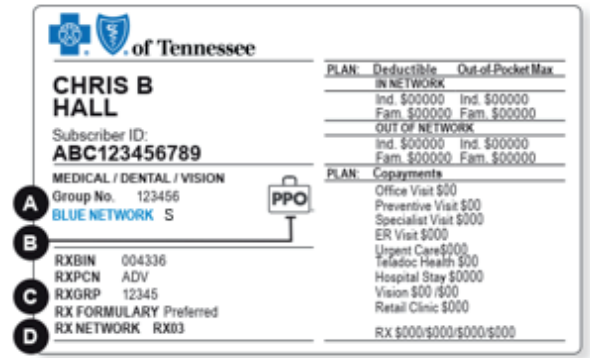 of Tennessee
CHRIS B
HALL
Subscriber ID:
ABC123456789
MEDICAL / DENTAL / VISION
A
Group No. 123456
BLUE NETWORK S
PPO
B
RXBIN 004336
RXPCN ADV
C
RXGRP 12345
RX FORMULARY Preferred
D
RX NETWORK RX03
PLAN: Deductible Out-of-Pocket Max
IN NETWORK
Ind. $00000 Ind. $00000
Fam. $00000 Fam. $00000
OUT OF NETWORK
Ind. $00000 Ind. $00000
Fam. $00000 Fam. $00000
PLAN: Copayments
Office Visit $00
Preventive Visit $00
Specialist Visit $000
ER Visit $000
Urgent Care$000
Teladoc Health $00
Hospital Stay $0000
Vision $00 /$00
Retail Clinic $000
RX $000/$000/$000/$000